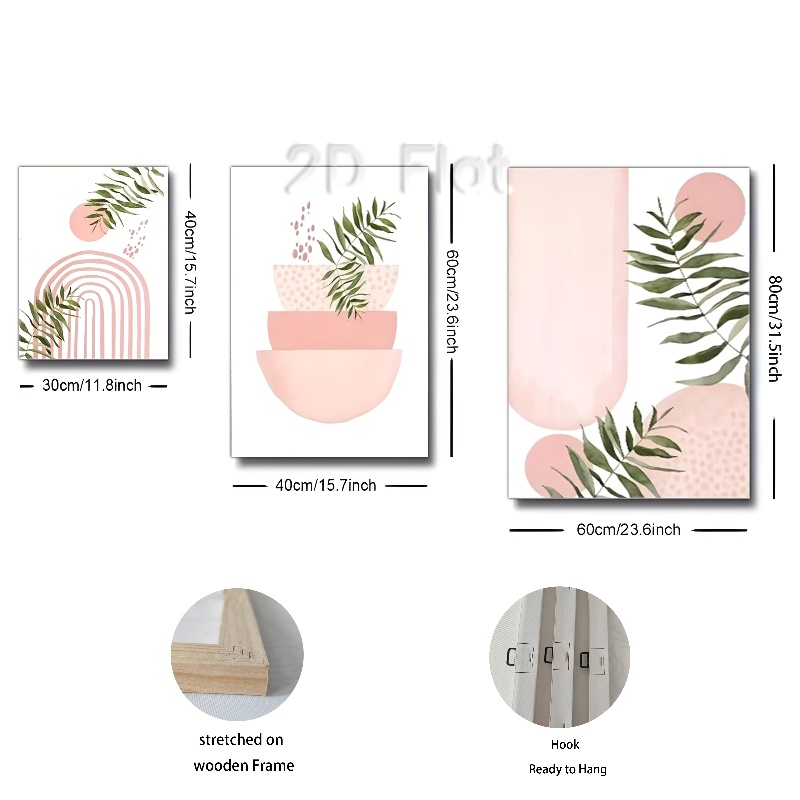 2D Flat
40cm/15.7inch
30cm/11.8inch
60cm/23.6inch
40cm/15.7inch
80cm/31.5inch
60cm/23.6inch
stretched on
wooden Frame
Hook
Ready to Hang